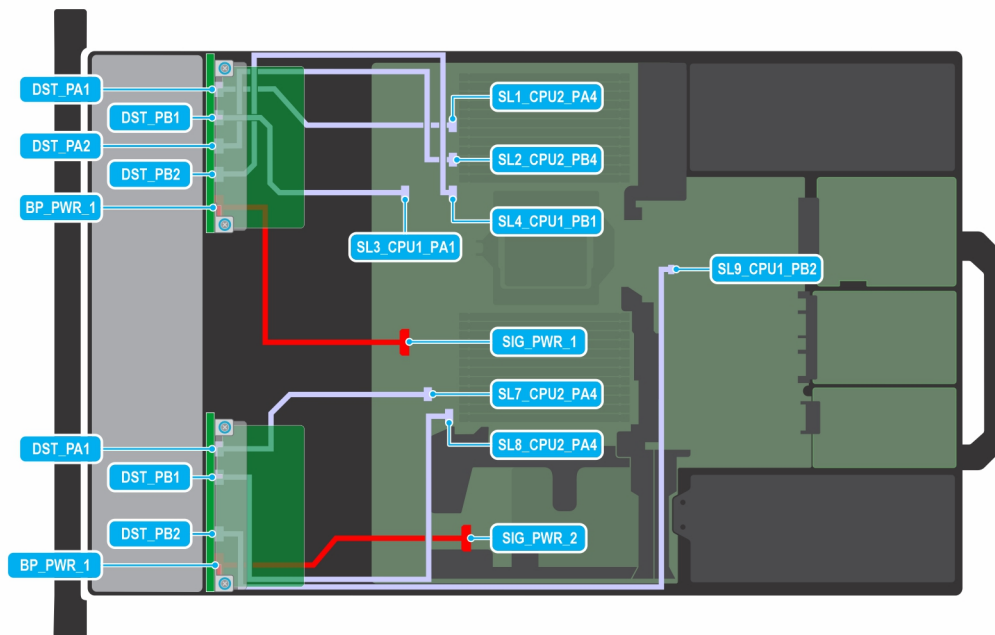 DST_PA1
DST_PB1
DST_PA2
DST_PB2
BP_PWR_1
SL1_CPU2_PA4
SL2_CPU2_PB4
SL4_CPU1_PB1
SL3_CPU1_PA1
SL9_CPU1_PB2
SIG_PWR_1
SL7_CPU2_PA4
SL8_CPU2_PA4
DST_PA1
DST_PB1
DST_PB2
BP_PWR_1
SIG_PWR_2